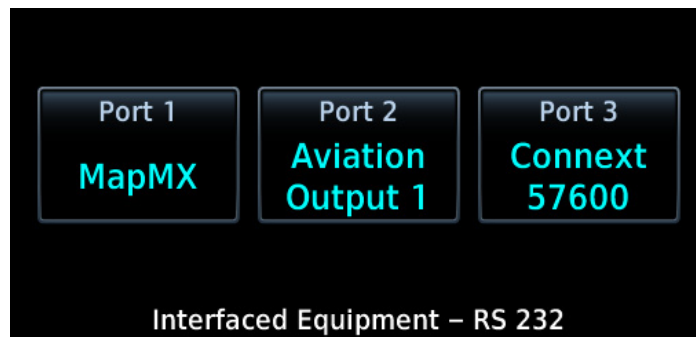 Port 1
MapMX
Port 2
Aviation
Output 1
Port 3
Connext
57600
Interfaced Equipment – RS 232